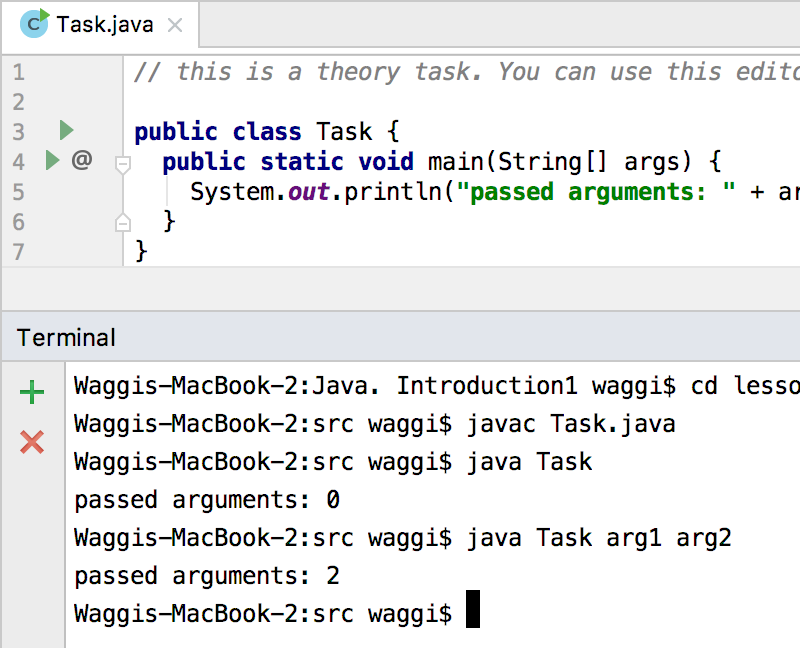 C Task.java
1 // this is a theory task. You can use this edito
2
3 public class Task {
4 @ public static void main(String[] args) {
5 System.out.println("passed arguments: " + ar
6 }
7 }
Terminal
Waggis-MacBook-2:Java. Introduction1 waggi$ cd lesso
Waggis-MacBook-2:src waggi$ javac Task.java
Waggis-MacBook-2:src waggi$ java Task
passed arguments: 0
Waggis-MacBook-2:src waggi$ java Task arg1 arg2
passed arguments: 2
Waggis-MacBook-2:src waggi$